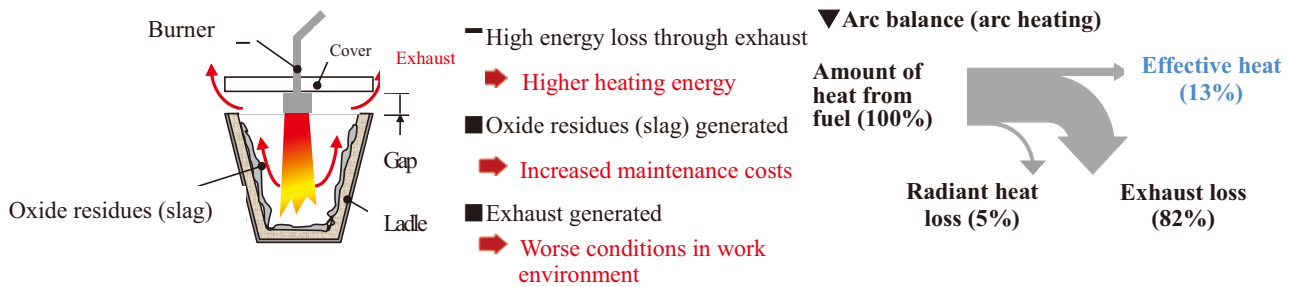 Burner
Cover
Exhaust
Gap
Oxide residues (slag)
Ladle
High energy loss through exhaust
Higher heating energy
■Oxide residues (slag) generated
Increased maintenance costs
■Exhaust generated
Worse conditions in work
environment
▼Arc balance (arc heating)
Amount of
heat from
fuel (100%)
Effective heat
(13%)
Radiant heat
loss (5%)
Exhaust loss
(82%)